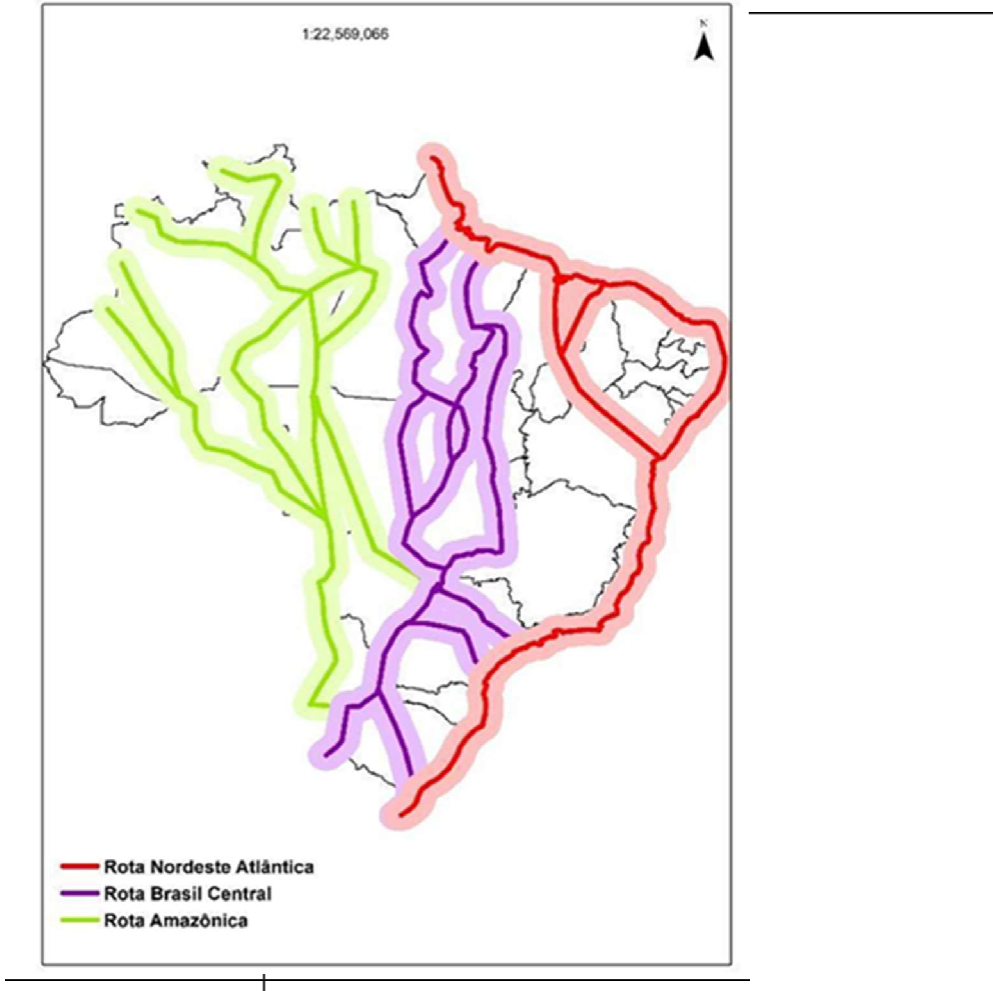 1:22,569,066
N
Rota Nordeste Atlântica
Rota Brasil Central
Rota Amazônica